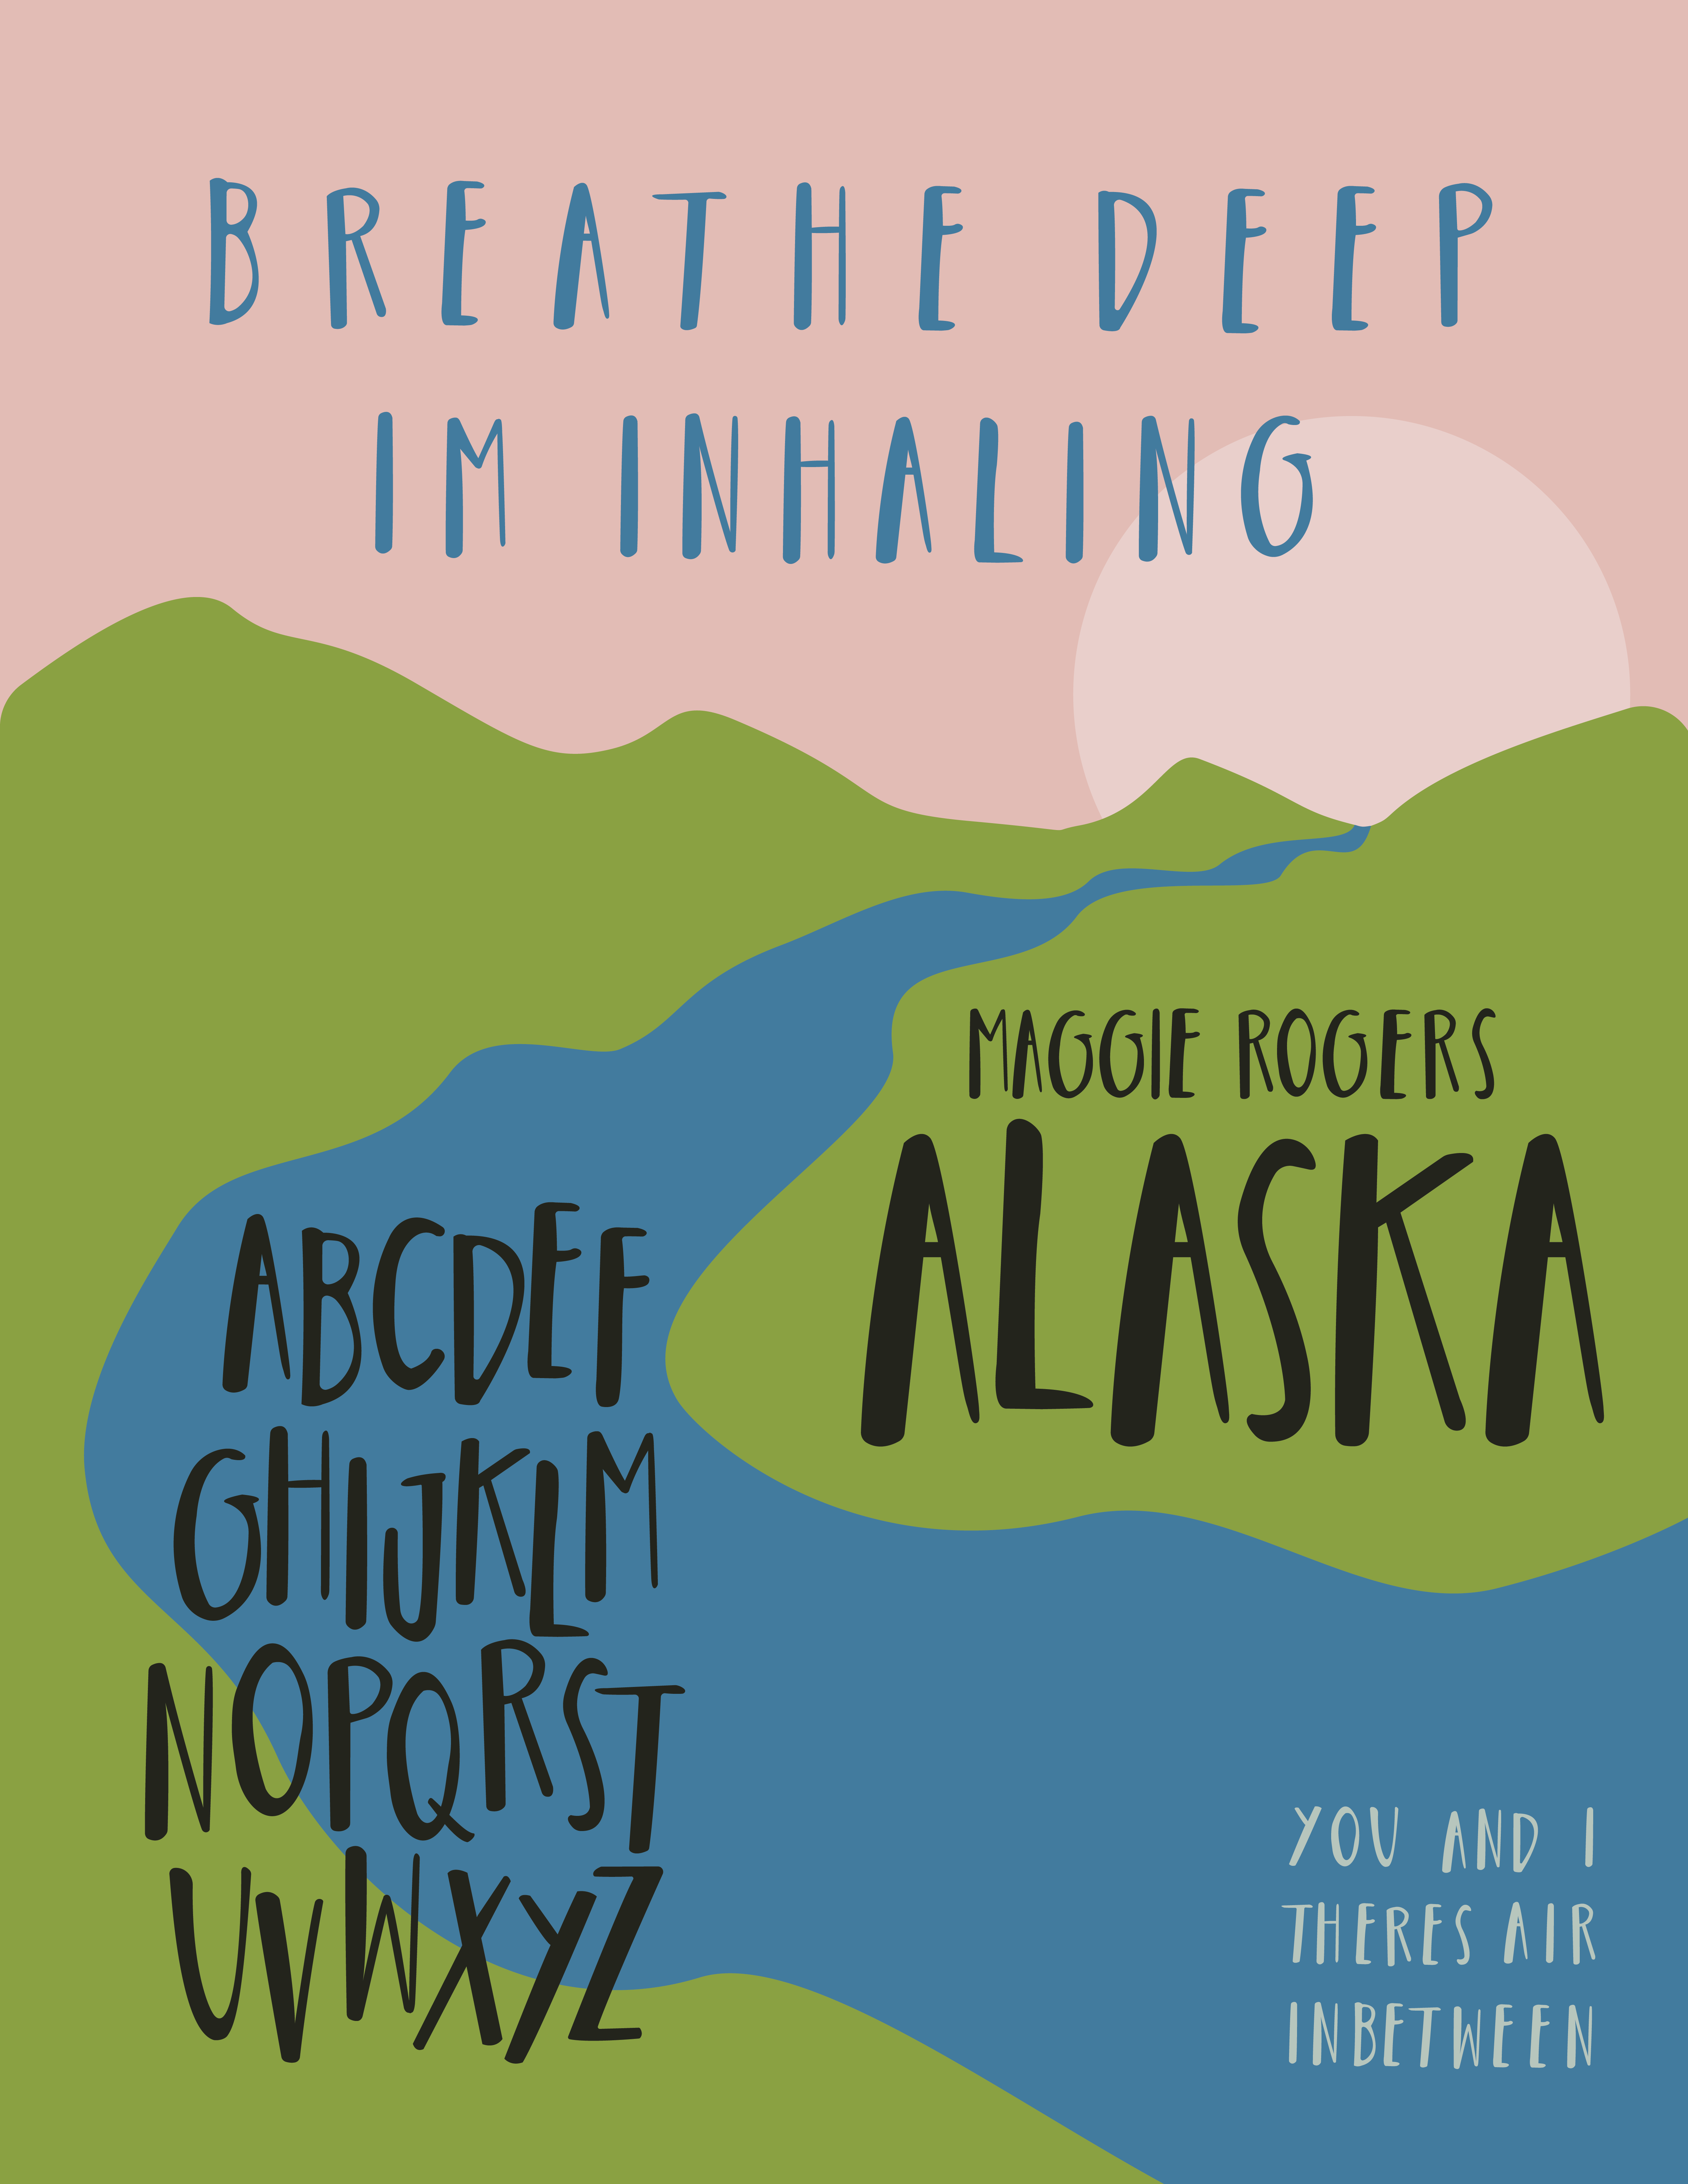 BREATHE DEEP
IM INHALING
MAGGIE ROGERS
ALASKA
ABCDEF
GHIJKLM
NOPQRST
UVWXYZ
YOU AND I
THERES AIR
INBETWEEN